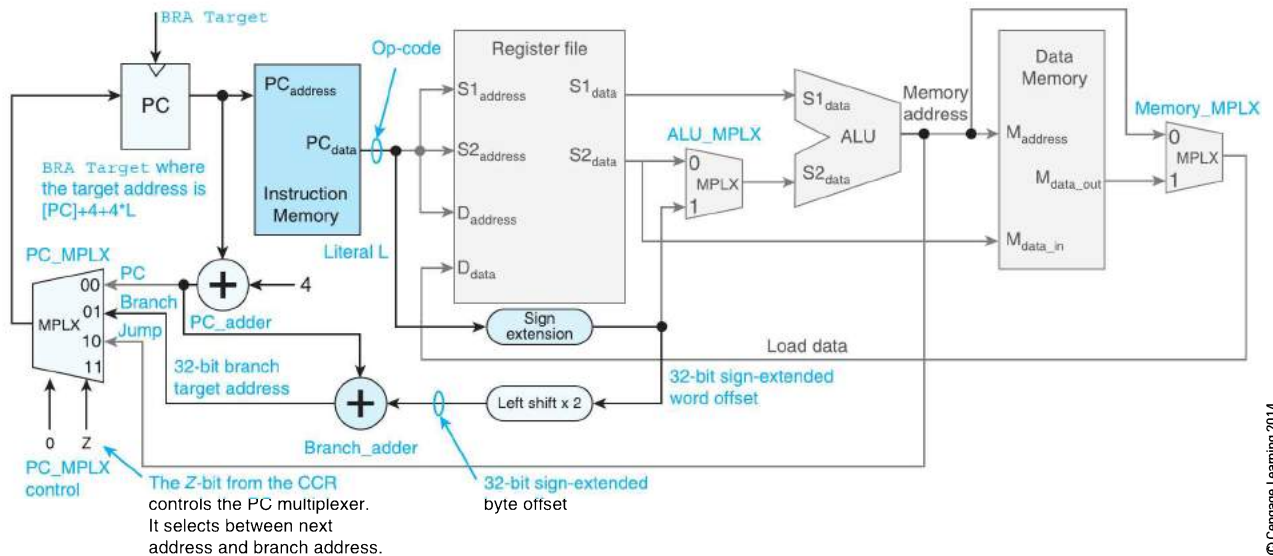 BRA Target
PC
BRA Target where
the target address is
[PC]+4+4*L
PCaddress
PCdata
Instruction
Memory
Op-code
Literal L
Register file
S1address
S2address
Daddress
Ddata
S1data
S2data
ALU_MPLX
0
MPLX
1
S1data
ALU
S2data
Memory
address
Data
Memory
Maddress
Mdata_out
Mdata_in
Memory_MPLX
0
MPLX
1
PC_MPLX
00
01
10
11
MPLX
PC
Branch
Jump
+
4
PC_adder
Sign
extension
Load data
32-bit branch
target address
+
Branch_adder
Left shift x 2
32-bit sign-extended
word offset
0
Z
PC_MPLX
control
The Z-bit from the CCR
controls the PC multiplexer.
It selects between next
address and branch address.
32-bit sign-extended
byte offset
© Cengage Learning 2014